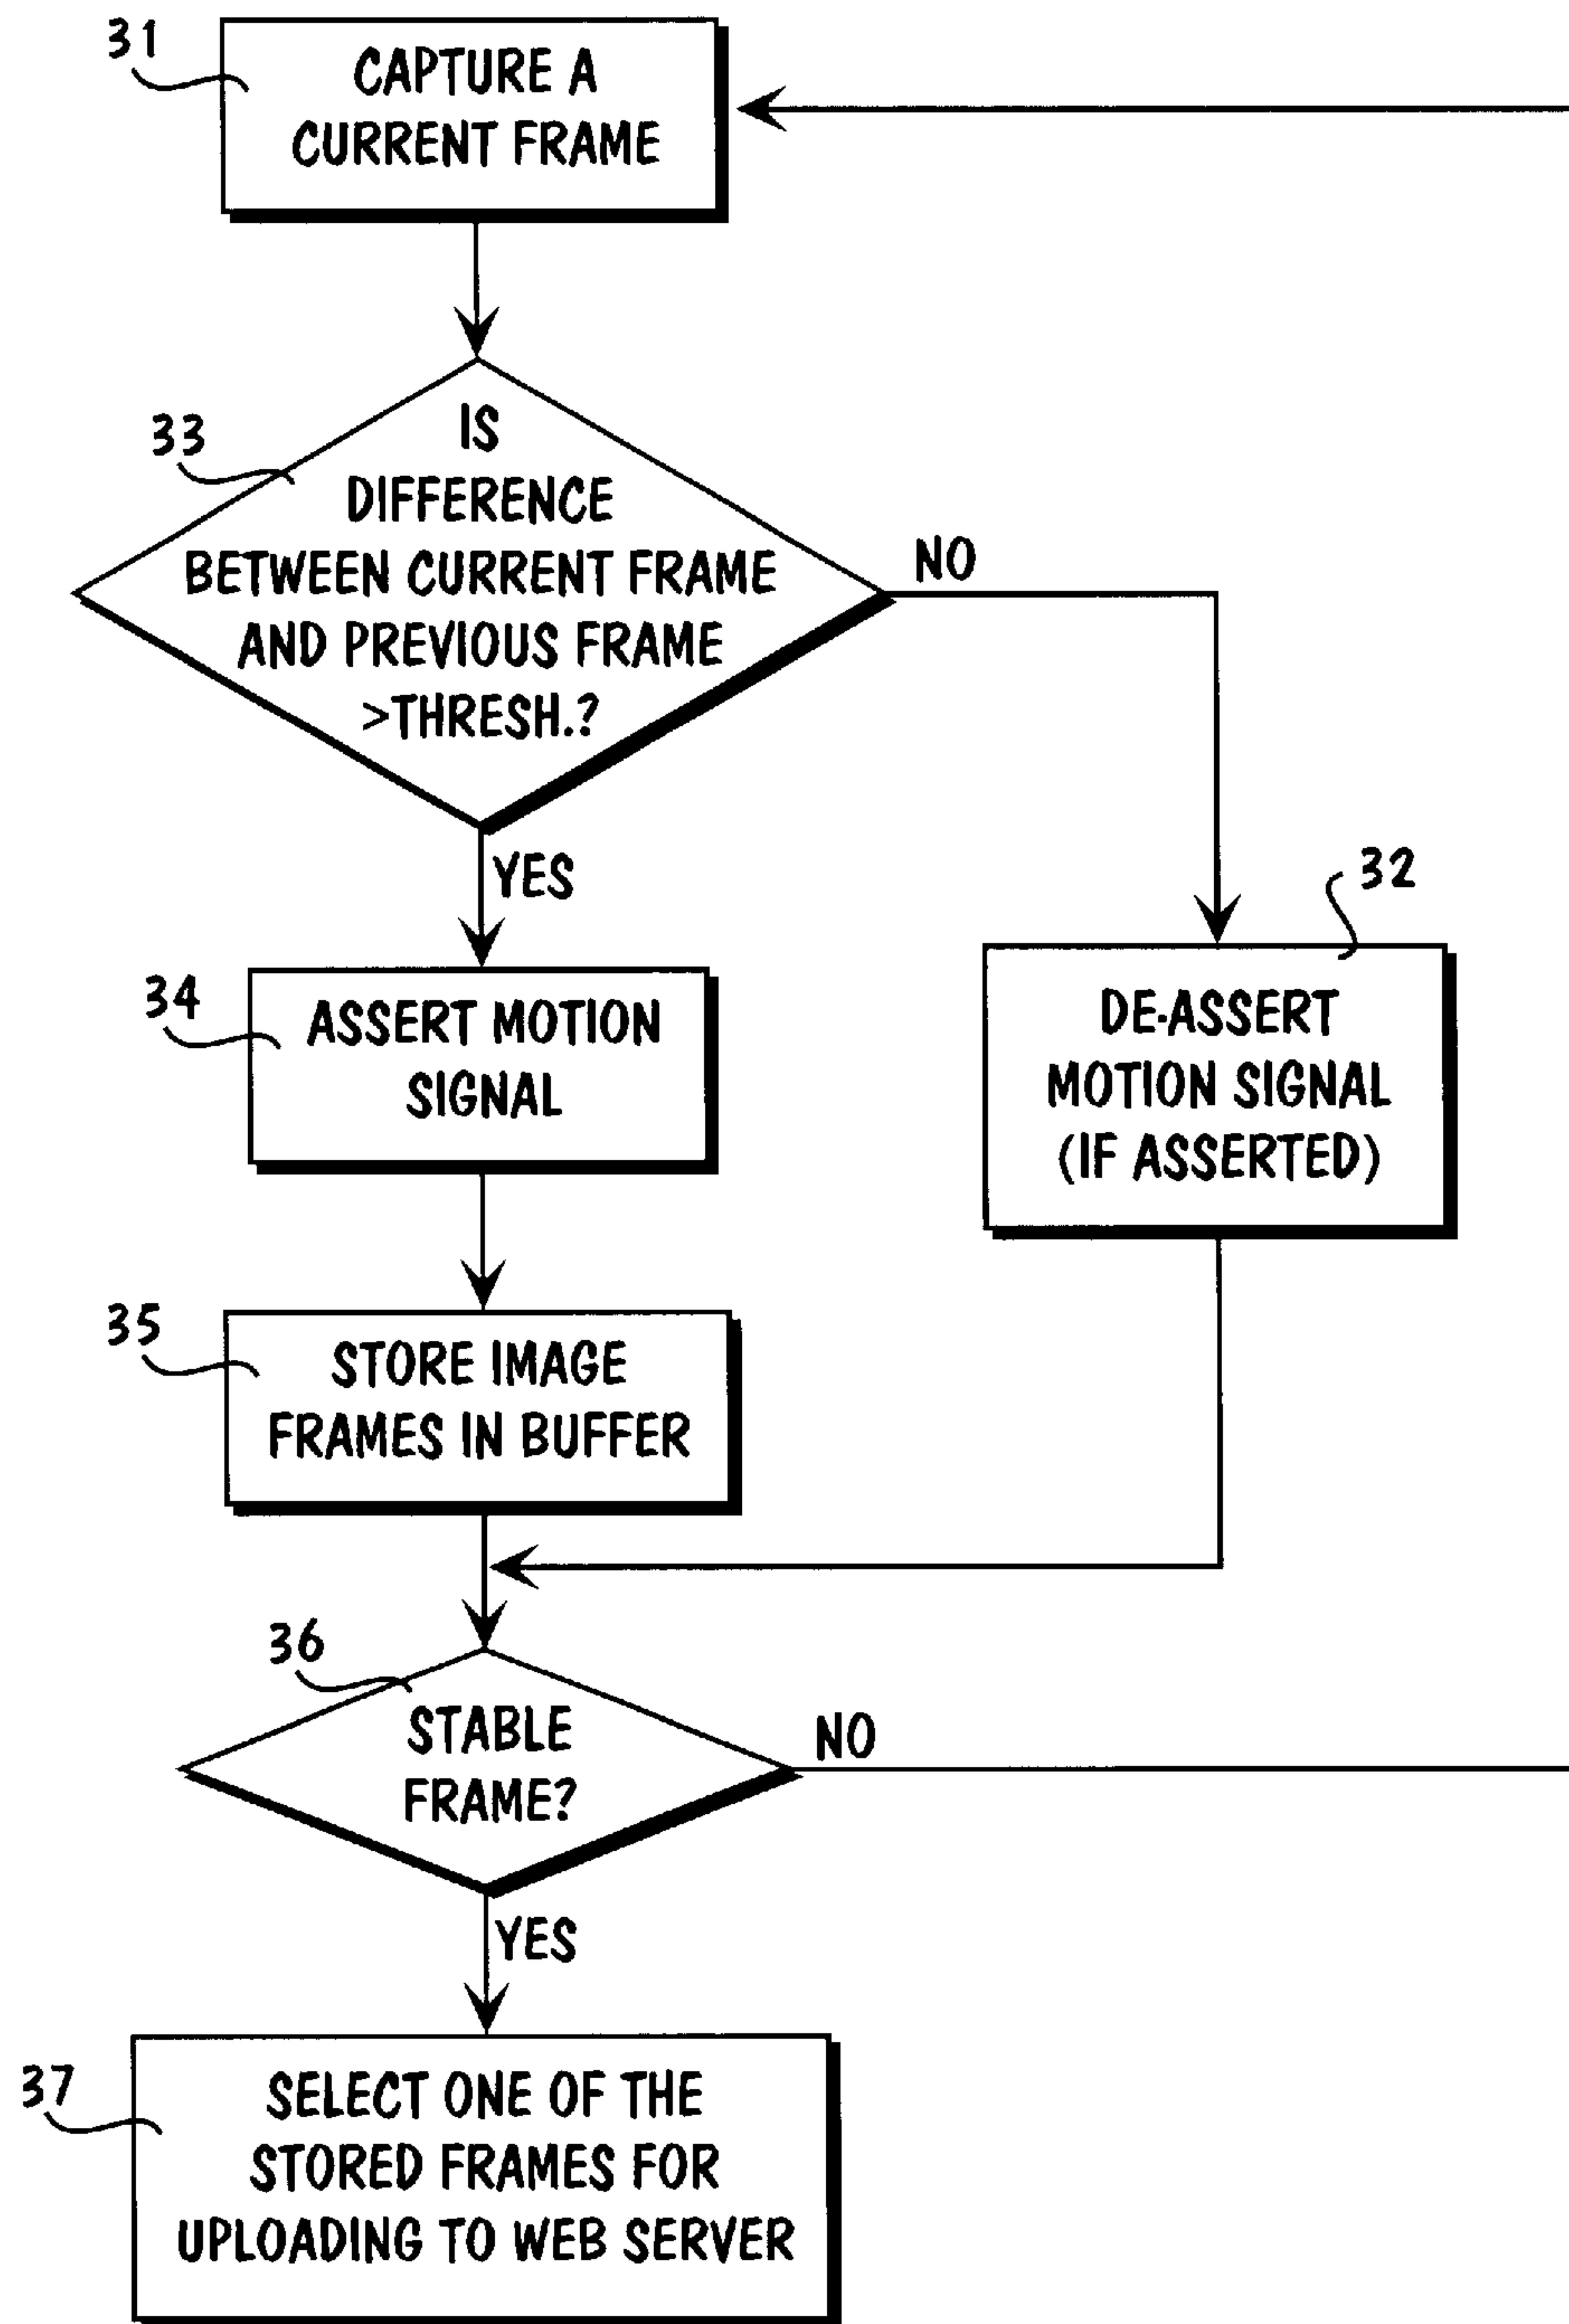 31
CAPTURE A
CURRENT FRAME
33
IS
DIFFERENCE
BETWEEN CURRENT FRAME
AND PREVIOUS FRAME
>THRESH.?
NO
YES
32
DE-ASSERT
MOTION SIGNAL
(IF ASSERTED)
34
ASSERT MOTION
SIGNAL
35
STORE IMAGE
FRAMES IN BUFFER
36
STABLE
FRAME?
NO
YES
37
SELECT ONE OF THE
STORED FRAMES FOR
UPLOADING TO WEB SERVER